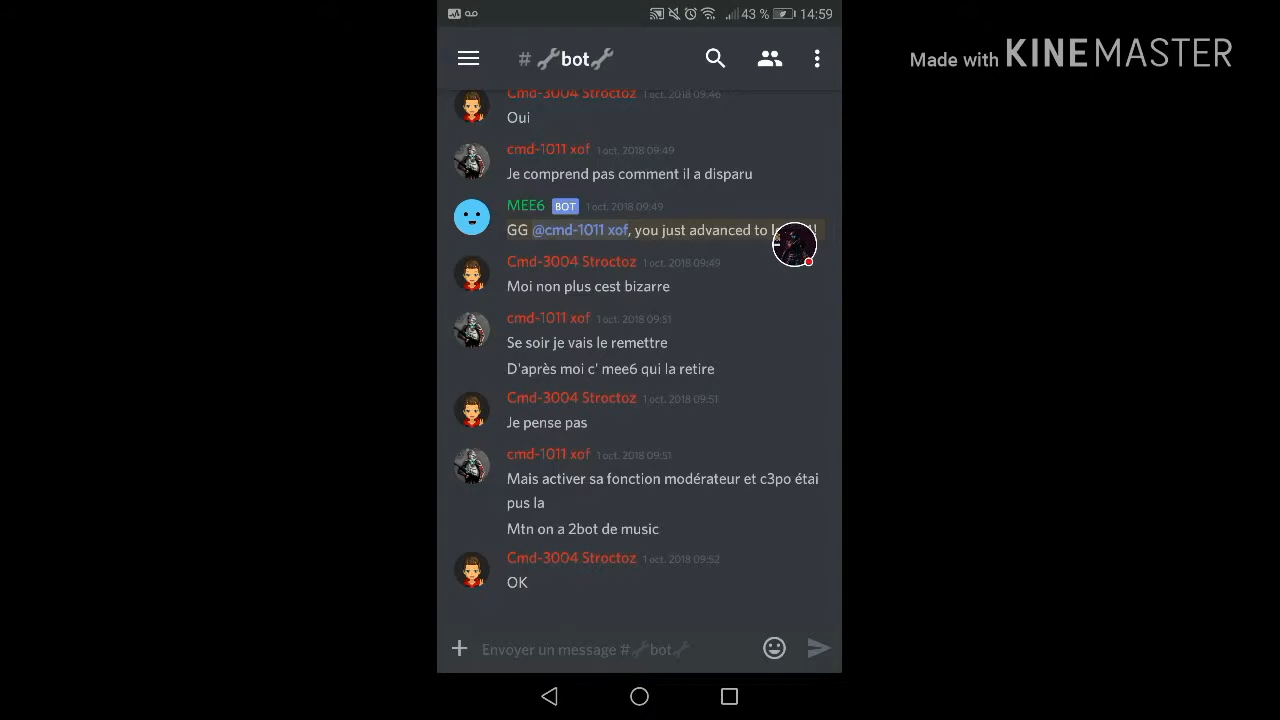 43 % 14:59
# bot
Made with KINEMASTER
Cmd-3004 Stroctoz 1 oct. 2018 09:46
Oui
cmd-1011 xof 1 oct. 2018 09:49
Je comprend pas comment il a disparu
MEE6 BOT 1 oct. 2018 09:49
GG @cmd-1011 xof, you just advanced to
Cmd-3004 Stroctoz 1 oct. 2018 09:49
Moi non plus cest bizarre
cmd-1011 xof 1 oct. 2018 09:51
Se soir je vais le remettre
D'après moi c' mee6 qui la retire
Cmd-3004 Stroctoz 1 oct. 2018 09:51
Je pense pas
cmd-1011 xof 1 oct. 2018 09:51
Mais activer sa fonction modérateur et c3po étai
pus la
Mtn on a 2bot de music
Cmd-3004 Stroctoz 1 oct. 2018 09:52
OK
Envoyer un message # bot